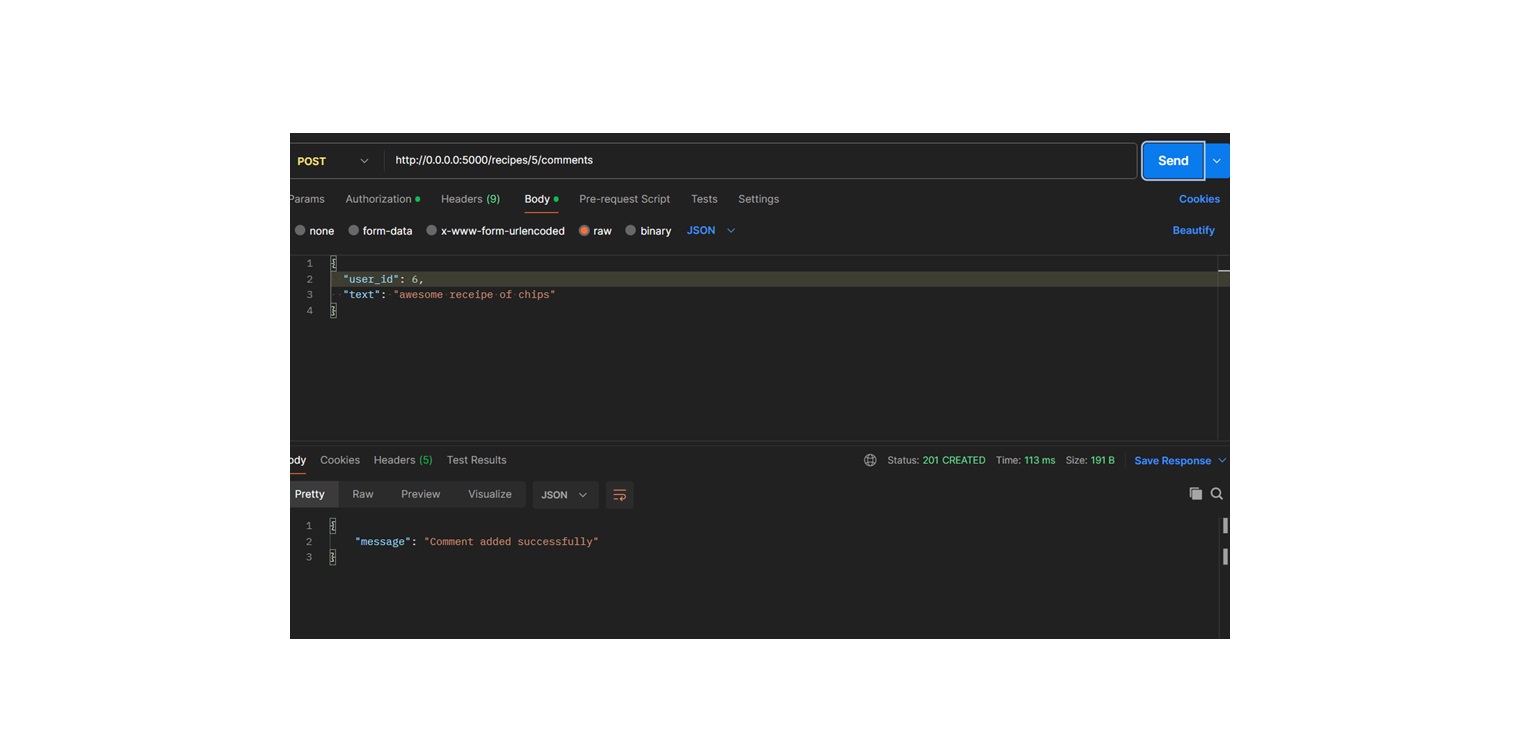 POST http://0.0.0.0:5000/recipes/5/comments Send
Params Authorization Headers (9) Body Pre-request Script Tests Settings Cookies
none form-data x-www-form-urlencoded raw binary JSON Beautify
1 {
2 "user_id": 6,
3 "text": "awesome receipe of chips"
4 }
ody Cookies Headers (5) Test Results Status: 201 CREATED Time: 113 ms Size: 191 B Save Response
Pretty Raw Preview Visualize JSON
1 {
2 "message": "Comment added successfully"
3 }